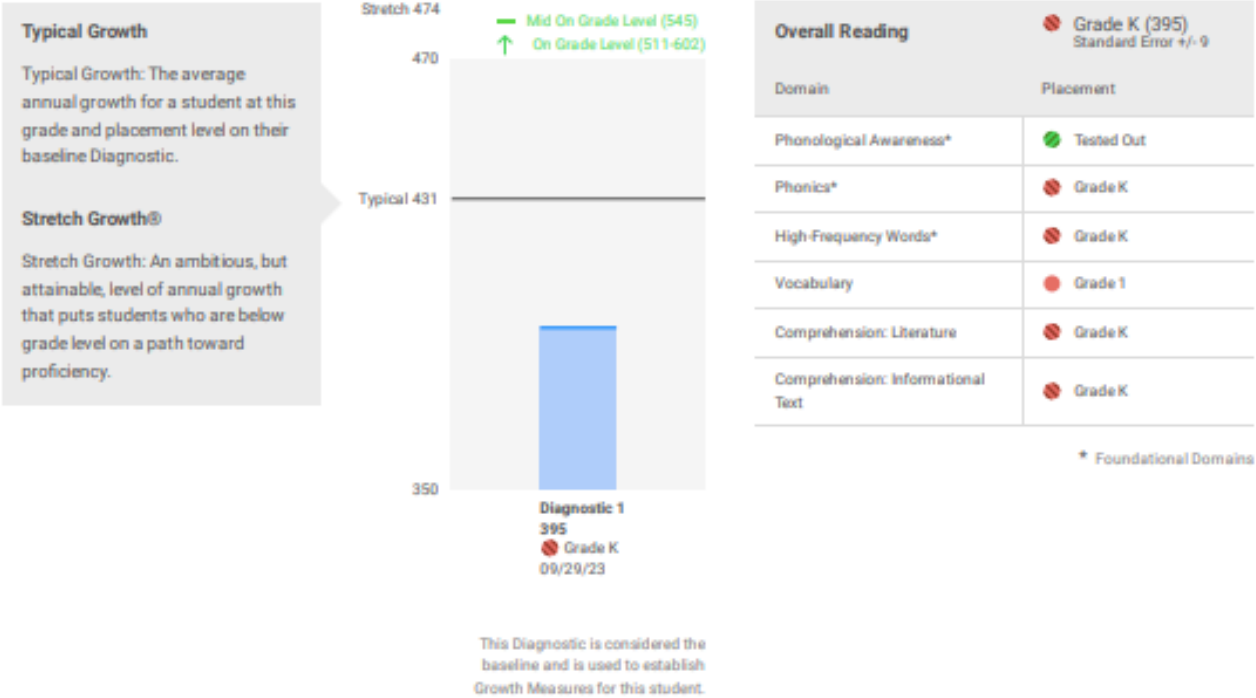 Typical Growth
Typical Growth: The average
annual growth for a student at this
grade and placement level on their
baseline Diagnostic.
Stretch Growth®
Stretch Growth: An ambitious, but
attainable, level of annual growth
that puts students who are below
grade level on a path toward
proficiency.
Stretch 474
Mid On Grade Level (545)
On Grade Level (511-602)
470
Typical 431
350
Diagnostic 1
395
Grade K
09/29/23
This Diagnostic is considered the
baseline and is used to establish
Growth Measures for this student.
Overall Reading
Grade K (395)
Standard Error +/- 9
Domain
Placement
Phonological Awareness*
Tested Out
Phonics*
Grade K
High-Frequency Words*
Grade K
Vocabulary
Grade 1
Comprehension: Literature
Grade K
Comprehension: Informational
Text
Grade K
* Foundational Domains